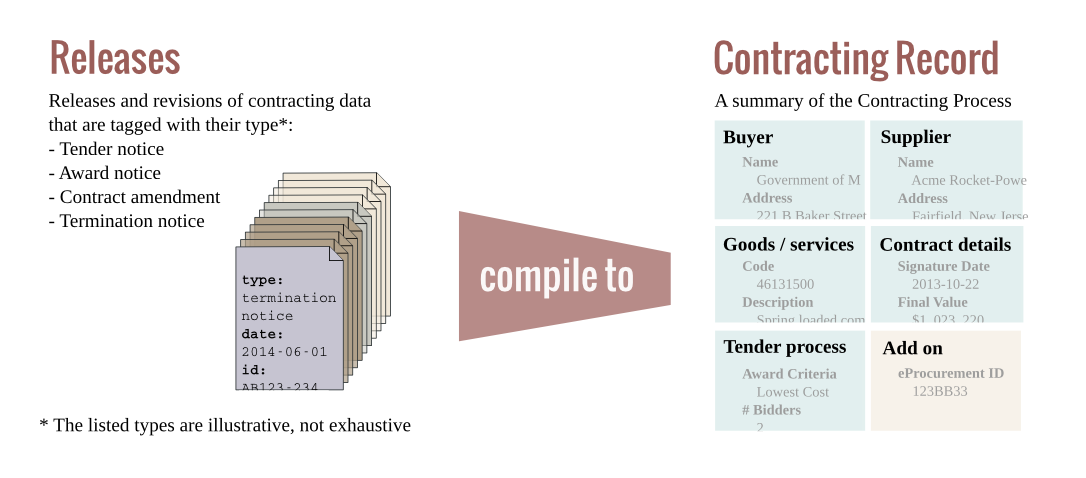 Releases
Releases and revisions of contracting data
that are tagged with their type*:
- Tender notice
- Award notice
- Contract amendment
- Termination notice
type:
termination
notice
date:
2014-06-01
id:
AB123-234
* The listed types are illustrative, not exhaustive
compile to
Contracting Record
A summary of the Contracting Process
Buyer
Name
Government of M
Address
221 B Baker Street
Supplier
Name
Acme Rocket-Powe
Address
Fairfield, New Jerse
Goods / services
Code
46131500
Description
Spring loaded com
Contract details
Signature Date
2013-10-22
Final Value
$1, 023, 220
Tender process
Award Criteria
Lowest Cost
# Bidders
2
Add on
eProcurement ID
123BB33